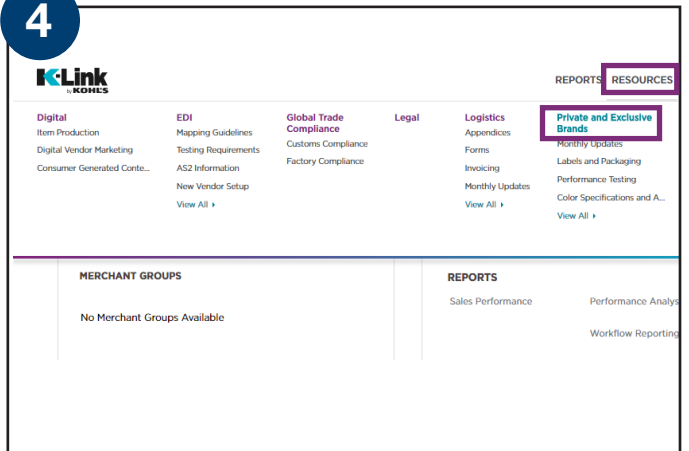 4
K-Link
by KOHL'S
REPORTS RESOURCES
Digital
Item Production
Digital Vendor Marketing
Consumer Generated Conte...
EDI
Mapping Guidelines
Testing Requirements
AS2 Information
New Vendor Setup
View All
Global Trade
Compliance
Customs Compliance
Factory Compliance
Legal
Logistics
Appendices
Forms
Invoicing
Monthly Updates
View All
Private and Exclusive
Brands
Monthly Updates
Labels and Packaging
Performance Testing
Color Specifications and A...
View All
MERCHANT GROUPS
No Merchant Groups Available
REPORTS
Sales Performance
Performance Analys
Workflow Reporting